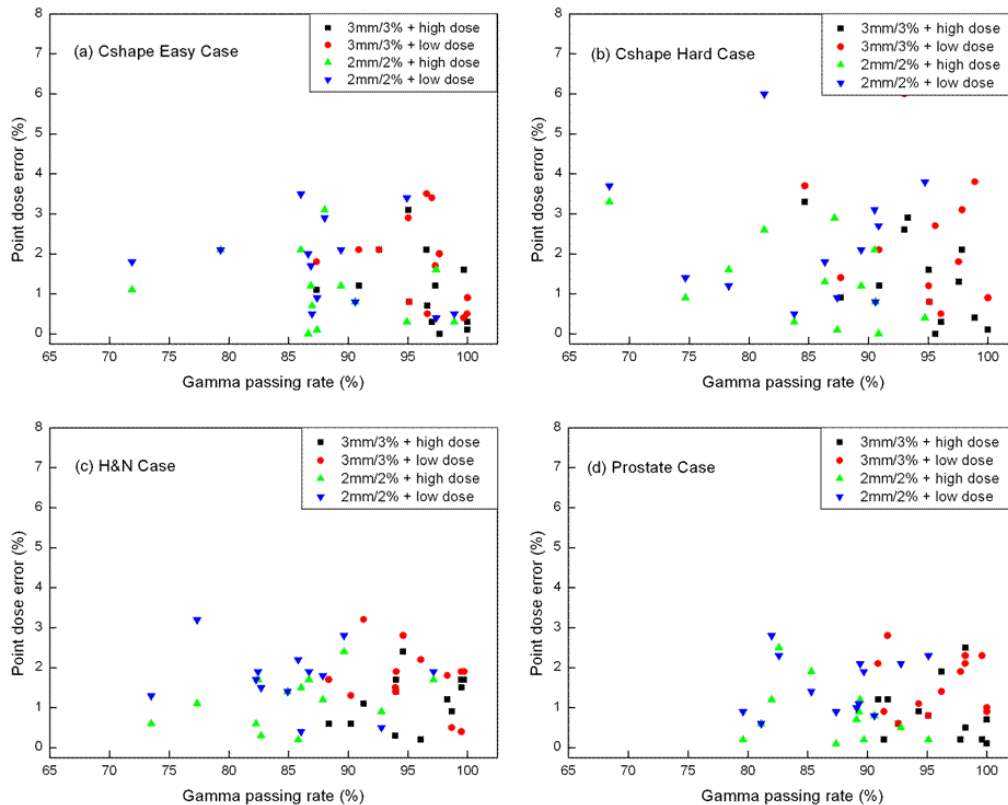 (a) Cshape Easy Case
3mm/3% + high dose
3mm/3% + low dose
2mm/2% + high dose
2mm/2% + low dose
Point dose error (%)
8
7
6
5
4
3
2
1
0
65 70 75 80 85 90 95 100
Gamma passing rate (%)
(b) Cshape Hard Case
3mm/3% + high dose
3mm/3% + low dose
2mm/2% + high dose
2mm/2% + low dose
Point dose error (%)
8
7
6
5
4
3
2
1
0
65 70 75 80 85 90 95 100
Gamma passing rate (%)
(c) H&N Case
3mm/3% + high dose
3mm/3% + low dose
2mm/2% + high dose
2mm/2% + low dose
Point dose error (%)
8
7
6
5
4
3
2
1
0
65 70 75 80 85 90 95 100
Gamma passing rate (%)
(d) Prostate Case
3mm/3% + high dose
3mm/3% + low dose
2mm/2% + high dose
2mm/2% + low dose
Point dose error (%)
8
7
6
5
4
3
2
1
0
65 70 75 80 85 90 95 100
Gamma passing rate (%)